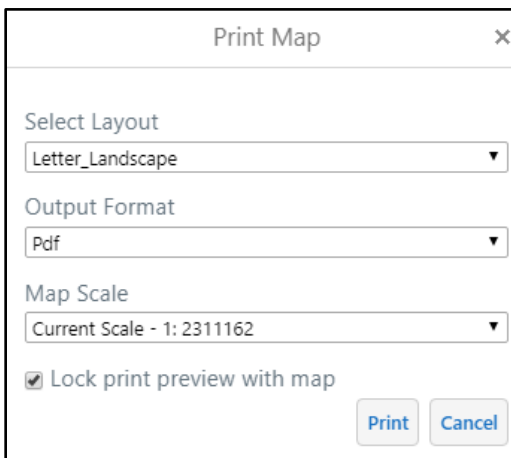 Print Map
Select Layout
Letter_Landscape
Output Format
Pdf
Map Scale
Current Scale - 1: 2311162
Lock print preview with map
Print Cancel